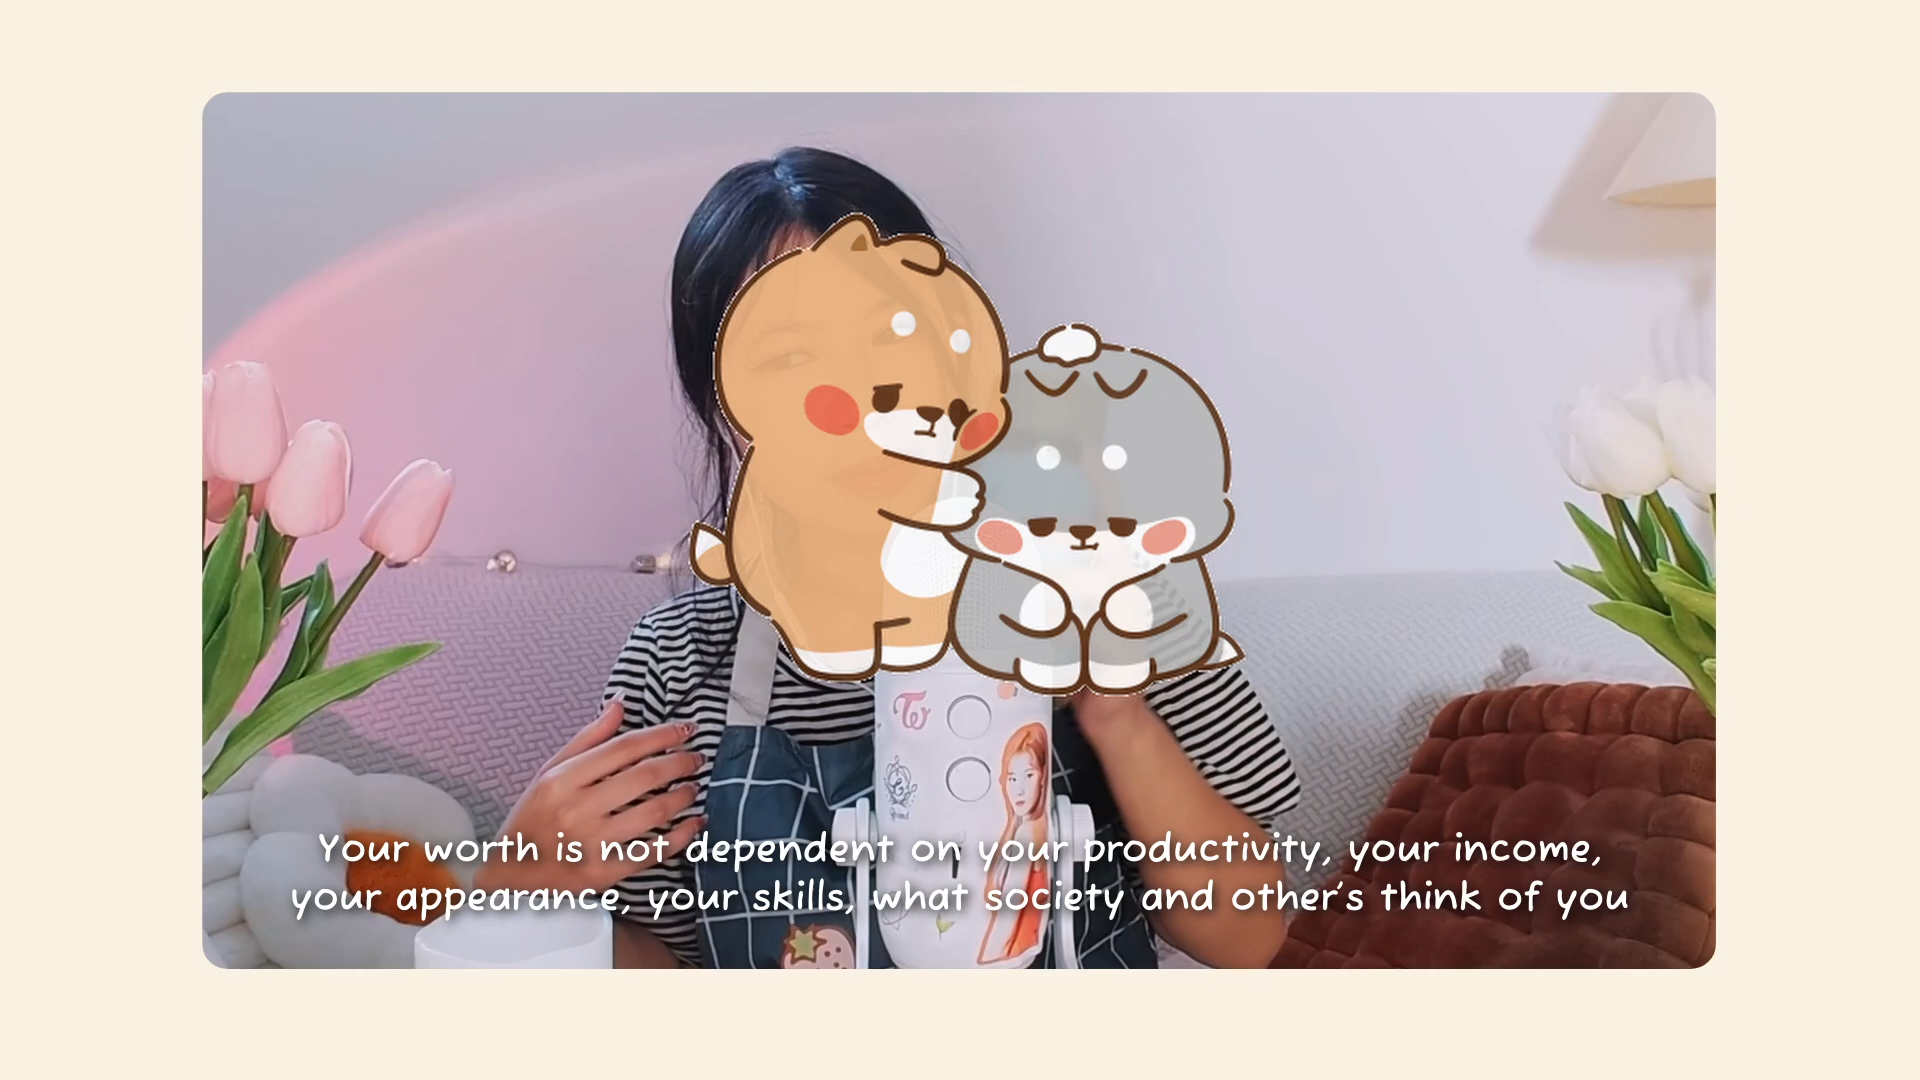 TW
Your worth is not dependent on your productivity, your income,
your appearance, your skills, what society and other's think of you